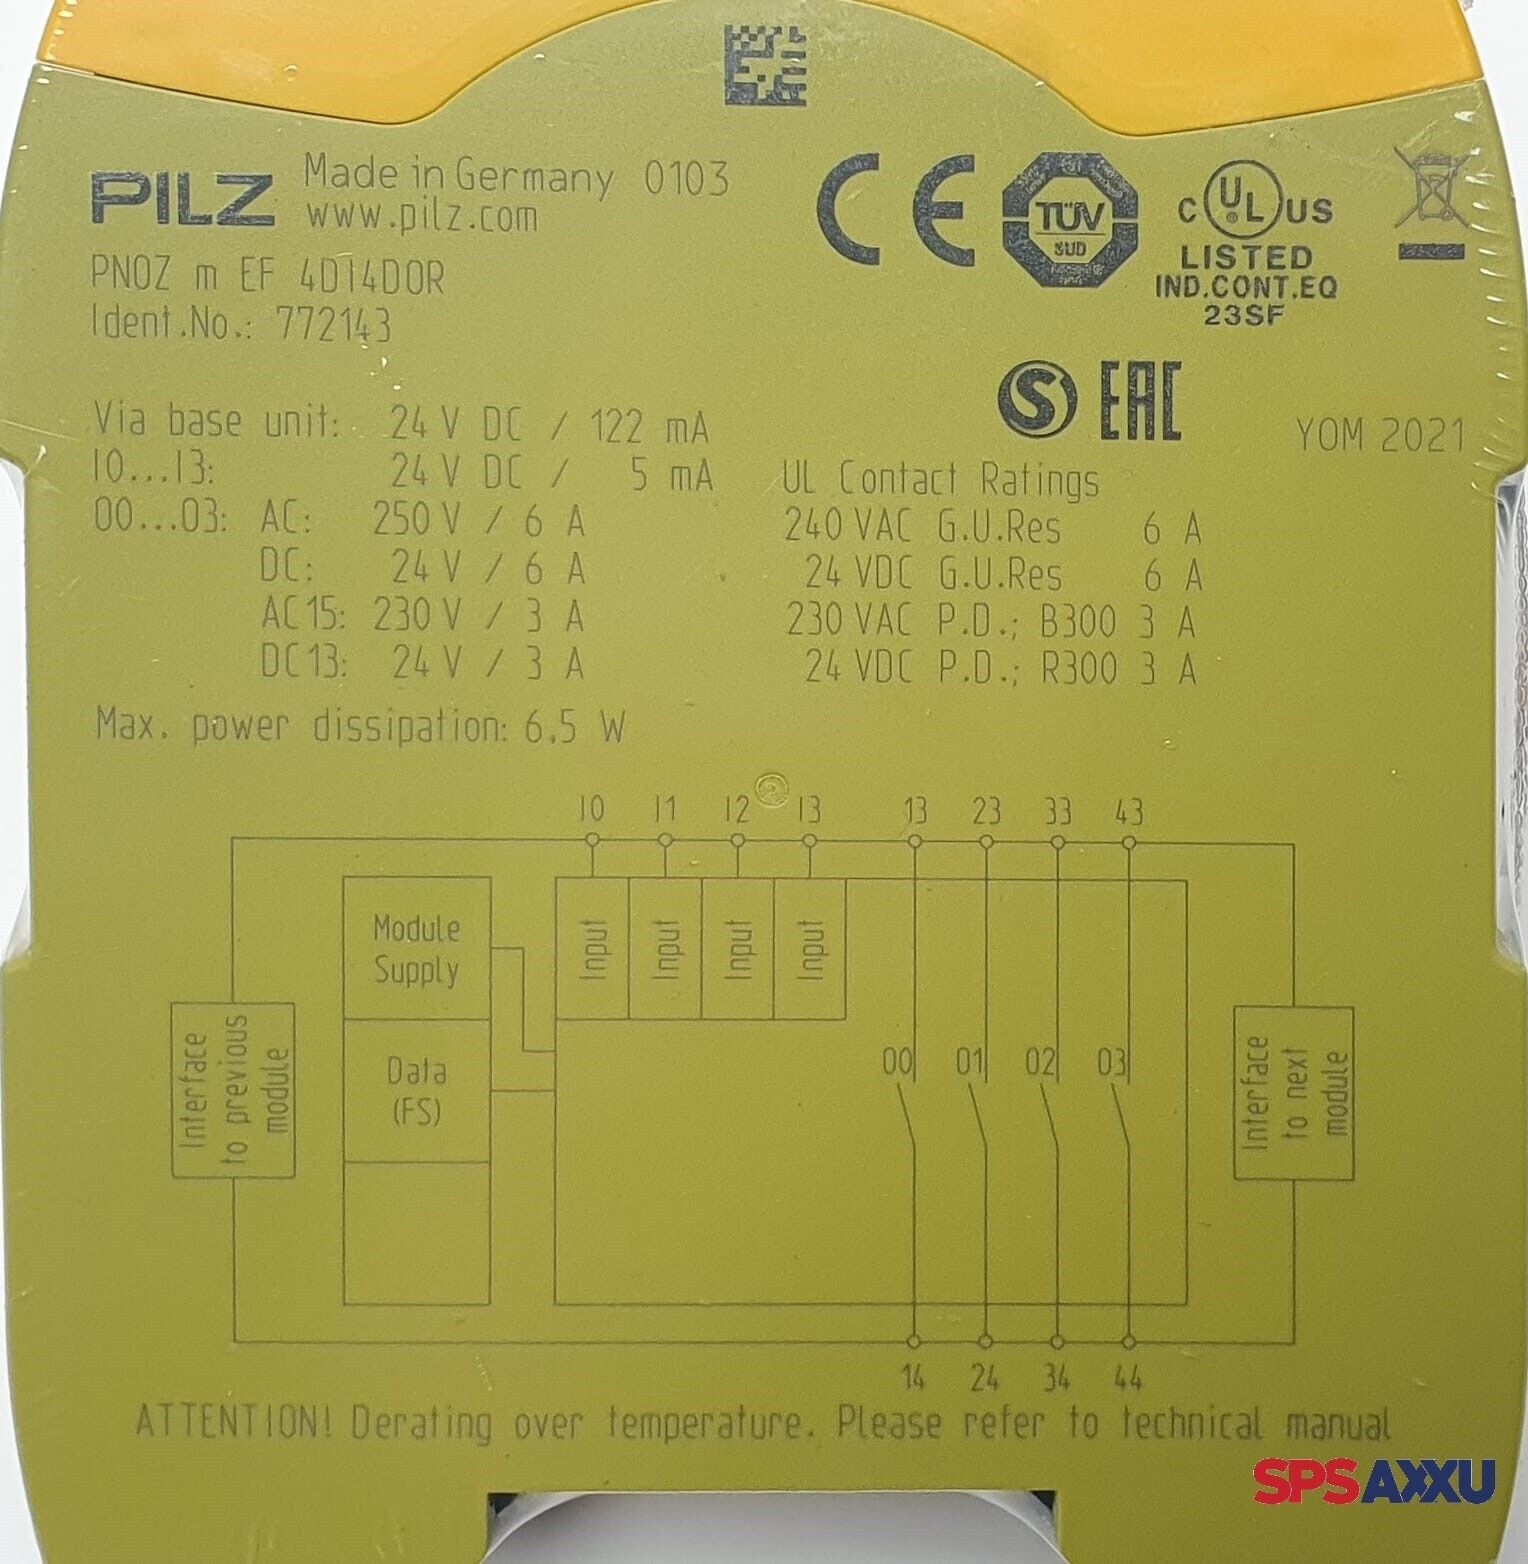 PILZ Made in Germany 0103
www.pilz.com
PNOZ m EF 4DI4DOR
Ident.No.: 772143
CE
TÜV
SÜD
C UL US
LISTED
IND.CONT.EQ
23SF
S EAC
YOM 2021
Via base unit: 24 V DC / 122 mA
I0...I3: 24 V DC / 5 mA
O0...O3: AC: 250 V / 6 A
DC: 24 V / 6 A
AC15: 230 V / 3 A
DC13: 24 V / 3 A
Max. power dissipation: 6,5 W
UL Contact Ratings
240 VAC G.U.Res 6 A
24 VDC G.U.Res 6 A
230 VAC P.D.; B300 3 A
24 VDC P.D.; R300 3 A
I0 I1 I2 I3 13 23 33 43
Module
Supply
Input Input Input Input
Data
(FS)
O0 O1 O2 O3
Interface
to previous
module
Interface
to next
module
14 24 34 44
ATTENTION! Derating over temperature. Please refer to technical manual
SPSAXXU